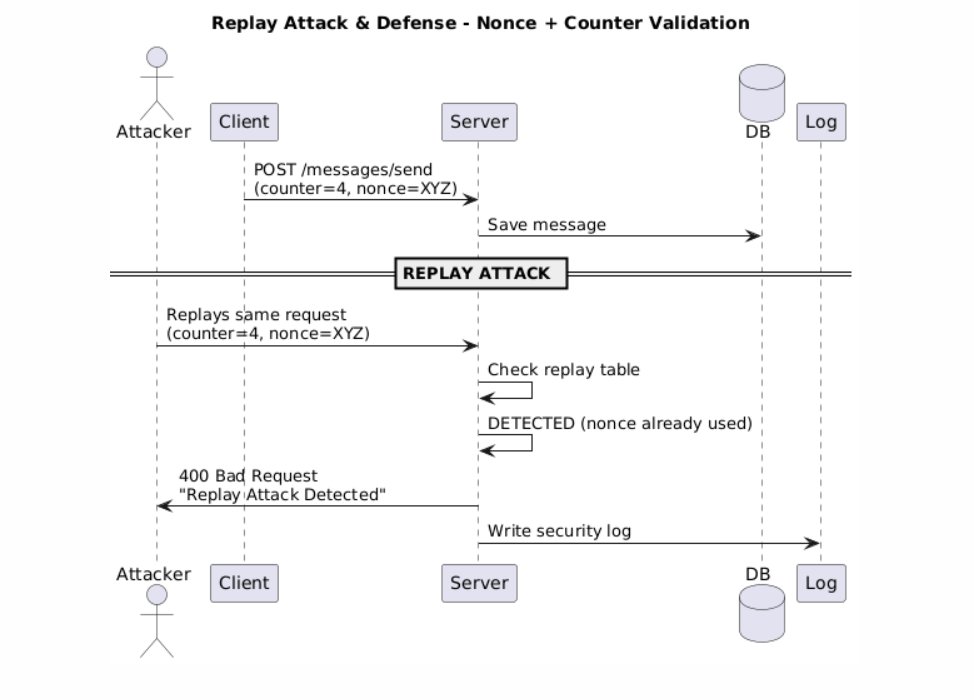 Replay Attack & Defense - Nonce + Counter Validation
Attacker
Client
Server
DB
Log
POST /messages/send
(counter=4, nonce=XYZ)
Save message
REPLAY ATTACK
Replays same request
(counter=4, nonce=XYZ)
Check replay table
DETECTED (nonce already used)
400 Bad Request
"Replay Attack Detected"
Write security log
Attacker
Client
Server
DB
Log